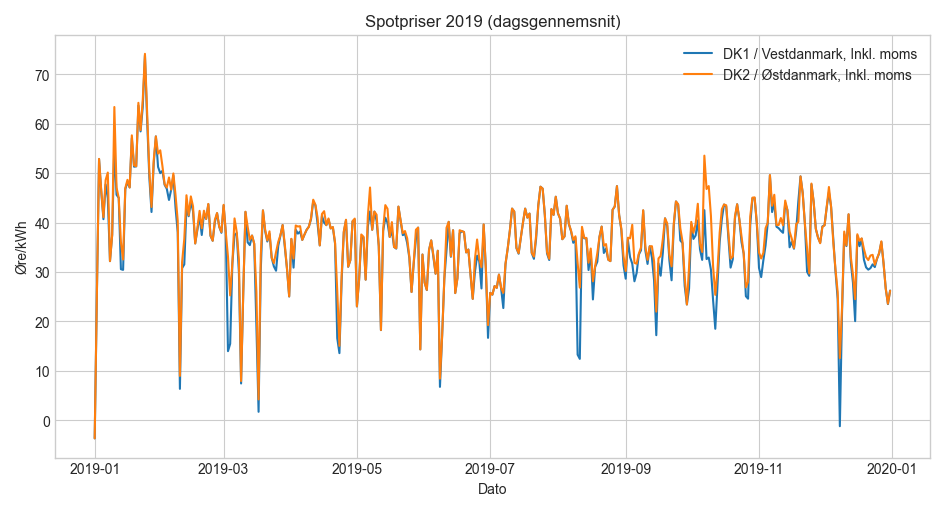 Spotpriser 2019 (dagsgennemsnit)
DK1 / Vestdanmark, Inkl. moms
DK2 / Østdanmark, Inkl. moms
Øre/kWh
70
60
50
40
30
20
10
0
2019-01 2019-03 2019-05 2019-07 2019-09 2019-11 2020-01
Dato